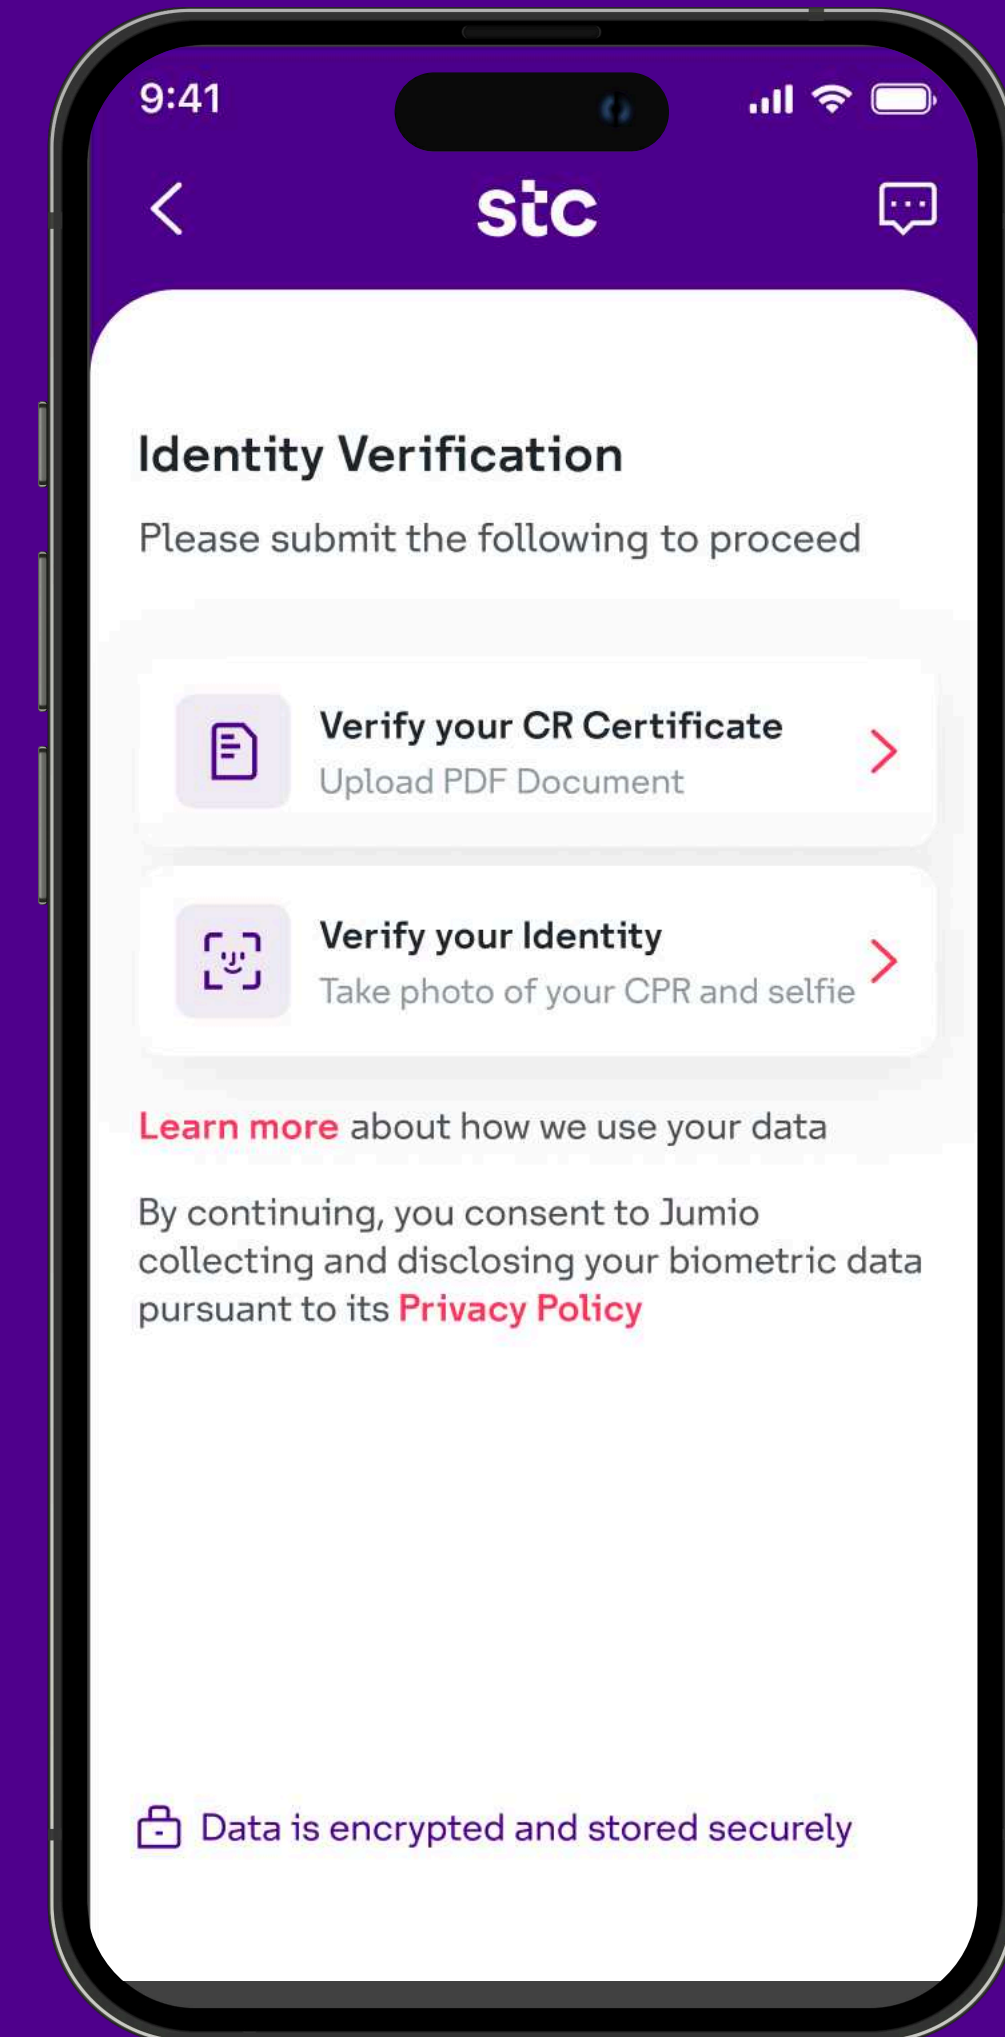 9:41
stc
Identity Verification
Please submit the following to proceed
Verify your CR Certificate
Upload PDF Document
Verify your Identity
Take photo of your CPR and selfie
Learn more about how we use your data
By continuing, you consent to Jumio
collecting and disclosing your biometric data
pursuant to its Privacy Policy
Data is encrypted and stored securely